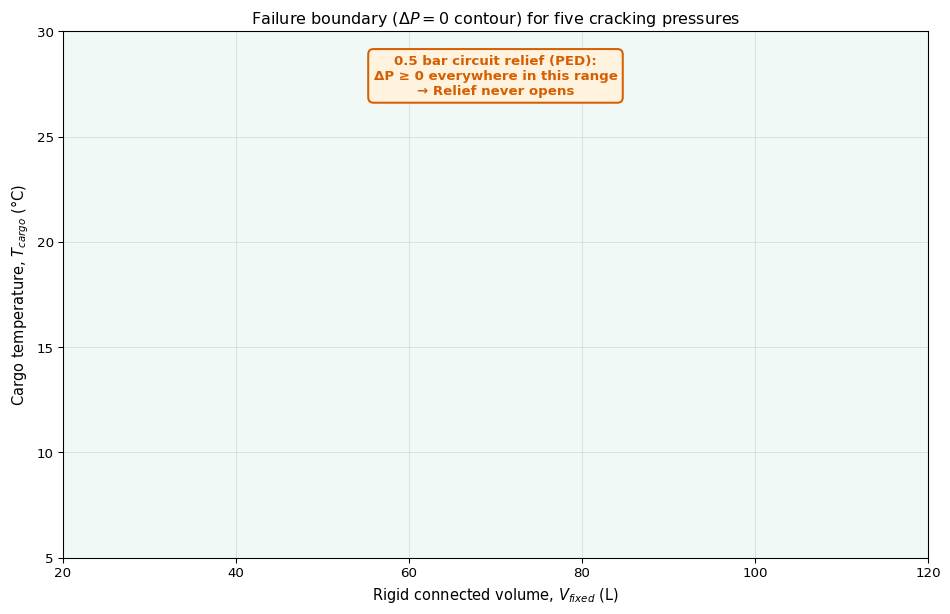 Failure boundary (ΔP = 0 contour) for five cracking pressures
30
25
20
15
10
5
Cargo temperature, T_cargo (°C)
0.5 bar circuit relief (PED):
ΔP ≥ 0 everywhere in this range
→ Relief never opens
20
40
60
80
100
120
Rigid connected volume, V_fixed (L)